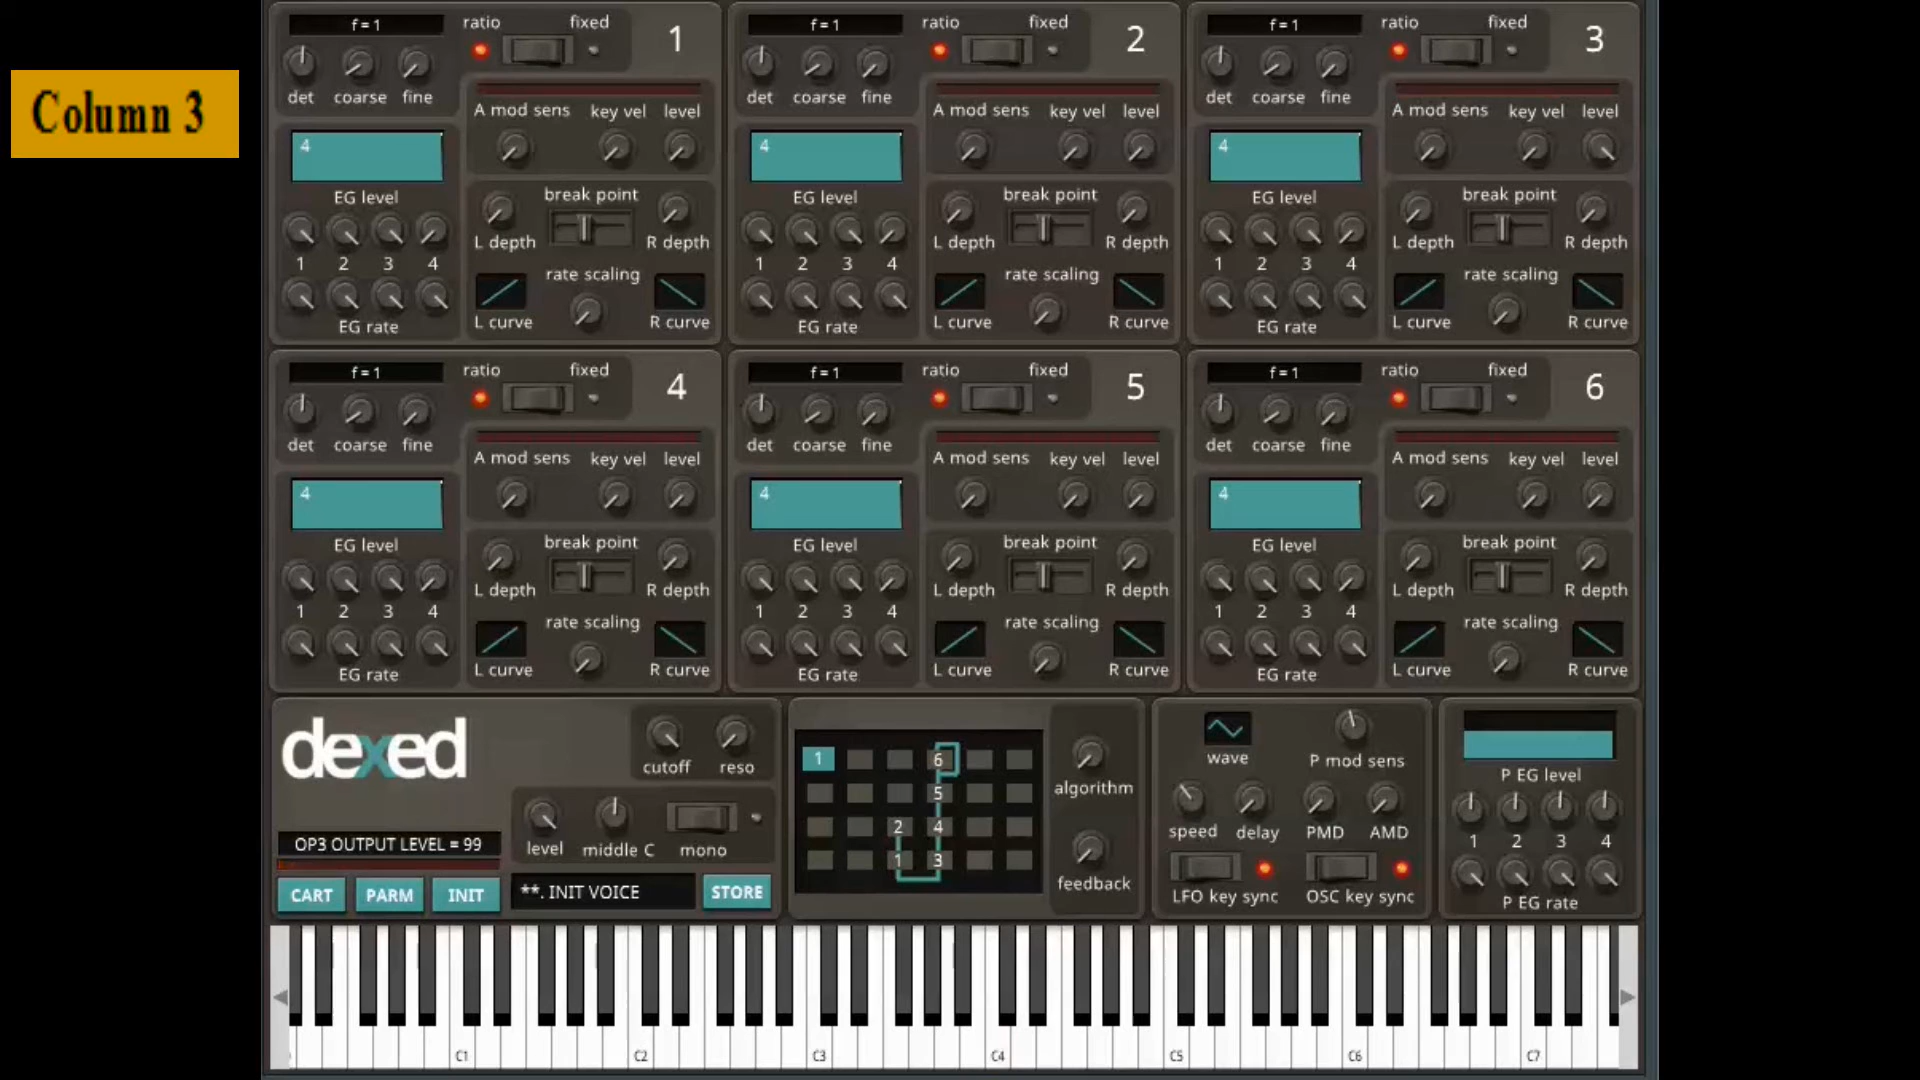 Column 3
f = 1 ratio fixed 1
det coarse fine
A mod sens key vel level
4
EG level
break point
L depth R depth
1 2 3 4
rate scaling
L curve R curve
EG rate
f = 1 ratio fixed 2
det coarse fine
A mod sens key vel level
4
EG level
break point
L depth R depth
1 2 3 4
rate scaling
L curve R curve
EG rate
f = 1 ratio fixed 3
det coarse fine
A mod sens key vel level
4
EG level
break point
L depth R depth
1 2 3 4
rate scaling
L curve R curve
EG rate
f = 1 ratio fixed 4
det coarse fine
A mod sens key vel level
4
EG level
break point
L depth R depth
1 2 3 4
rate scaling
L curve R curve
EG rate
f = 1 ratio fixed 5
det coarse fine
A mod sens key vel level
4
EG level
break point
L depth R depth
1 2 3 4
rate scaling
L curve R curve
EG rate
f = 1 ratio fixed 6
det coarse fine
A mod sens key vel level
4
EG level
break point
L depth R depth
1 2 3 4
rate scaling
L curve R curve
EG rate
dexed
cutoff reso
OP3 OUTPUT LEVEL = 99
level middle C mono
CART PARM INIT **. INIT VOICE STORE
1 6
5
2 4
1 3
algorithm
feedback
wave P mod sens
speed delay PMD AMD
LFO key sync OSC key sync
P EG level
1 2 3 4
P EG rate
C1 C2 C3 C4 C5 C6 C7